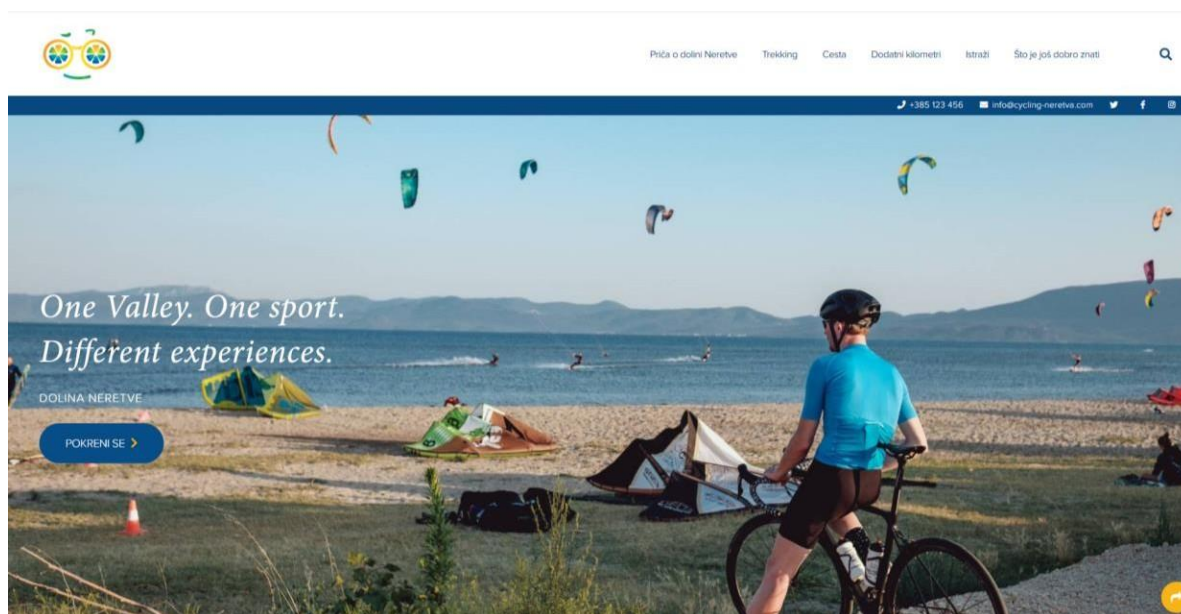 Priča o dolini Neretve Trekking Cesta Dodatni kilometri Istraži Što je još dobro znati
+385 123 456 info@cycling-neretva.com
One Valley. One sport.
Different experiences.
DOLINA NERETVE
POKRENI SE